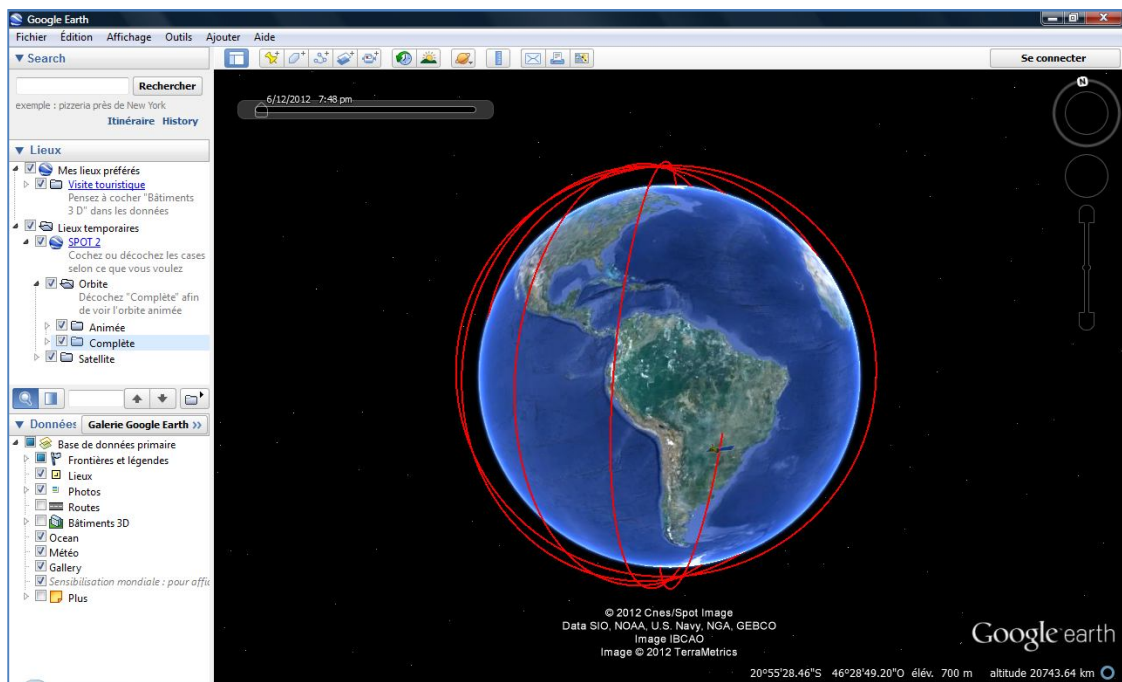 Google Earth
Fichier Édition Affichage Outils Ajouter Aide
Search
Se connecter
Rechercher
exemple : pizzeria près de New York
Itinéraire History
6/12/2012 7:48 pm
N
Lieux
Mes lieux préférés
Visite touristique
Pensez à cocher "Bâtiments
3 D" dans les données
Lieux temporaires
SPOT 2
Cochez ou décochez les cases
selon ce que vous voulez
Orbite
Décochez "Complète" afin
de voir l'orbite animée
Animée
Complète
Satellite
Données Galerie Google Earth >>
Base de données primaire
Frontières et légendes
Lieux
Photos
Routes
Bâtiments 3D
Ocean
Météo
Gallery
Sensibilisation mondiale : pour affic
Plus
© 2012 Cnes/Spot Image
Data SIO, NOAA, U.S. Navy, NGA, GEBCO
Image IBCAO
Image © 2012 TerraMetrics
Google earth
20°55'28.46"S 46°28'49.20"O élév. 700 m altitude 20743.64 km